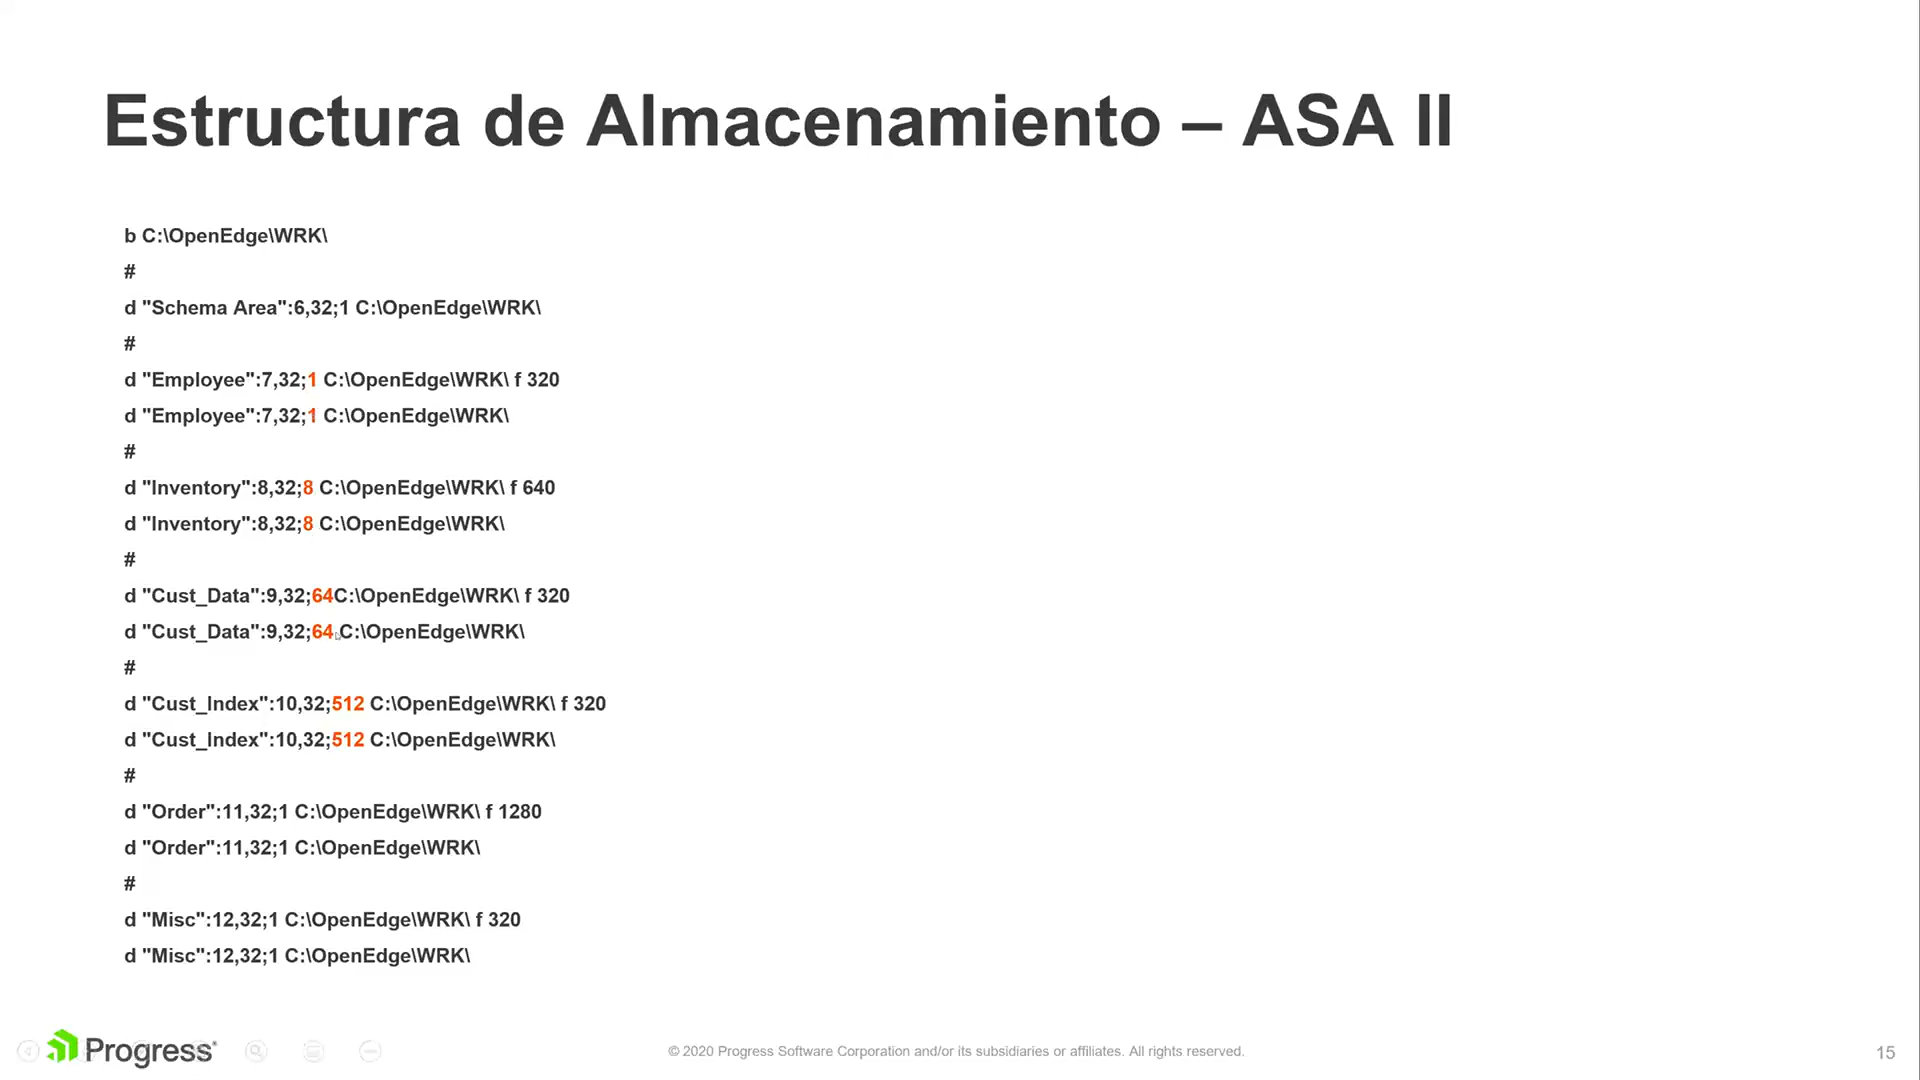 Estructura de Almacenamiento – ASA II
b C:\OpenEdge\WRK\
#
d "Schema Area":6,32;1 C:\OpenEdge\WRK\
#
d "Employee":7,32;1 C:\OpenEdge\WRK\ f 320
d "Employee":7,32;1 C:\OpenEdge\WRK\
#
d "Inventory":8,32;8 C:\OpenEdge\WRK\ f 640
d "Inventory":8,32;8 C:\OpenEdge\WRK\
#
d "Cust_Data":9,32;64C:\OpenEdge\WRK\ f 320
d "Cust_Data":9,32;64 C:\OpenEdge\WRK\
#
d "Cust_Index":10,32;512 C:\OpenEdge\WRK\ f 320
d "Cust_Index":10,32;512 C:\OpenEdge\WRK\
#
d "Order":11,32;1 C:\OpenEdge\WRK\ f 1280
d "Order":11,32;1 C:\OpenEdge\WRK\
#
d "Misc":12,32;1 C:\OpenEdge\WRK\ f 320
d "Misc":12,32;1 C:\OpenEdge\WRK\
Progress
© 2020 Progress Software Corporation and/or its subsidiaries or affiliates. All rights reserved.
15